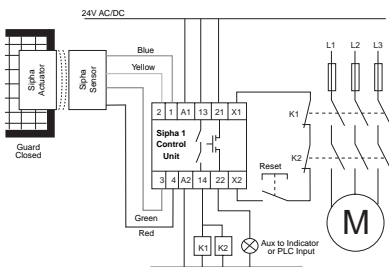 24V AC/DC
L1 L2 L3
Blue
Yellow
Sipha
Actuator
Sipha
Sensor
2 1 A1 13 21 X1
K1
Sipha 1
Control
Unit
K2
Guard
Closed
Reset
3 4 A2 14 22 X2
Green
Red
M
K1 K2
Aux to Indicator
or PLC Input